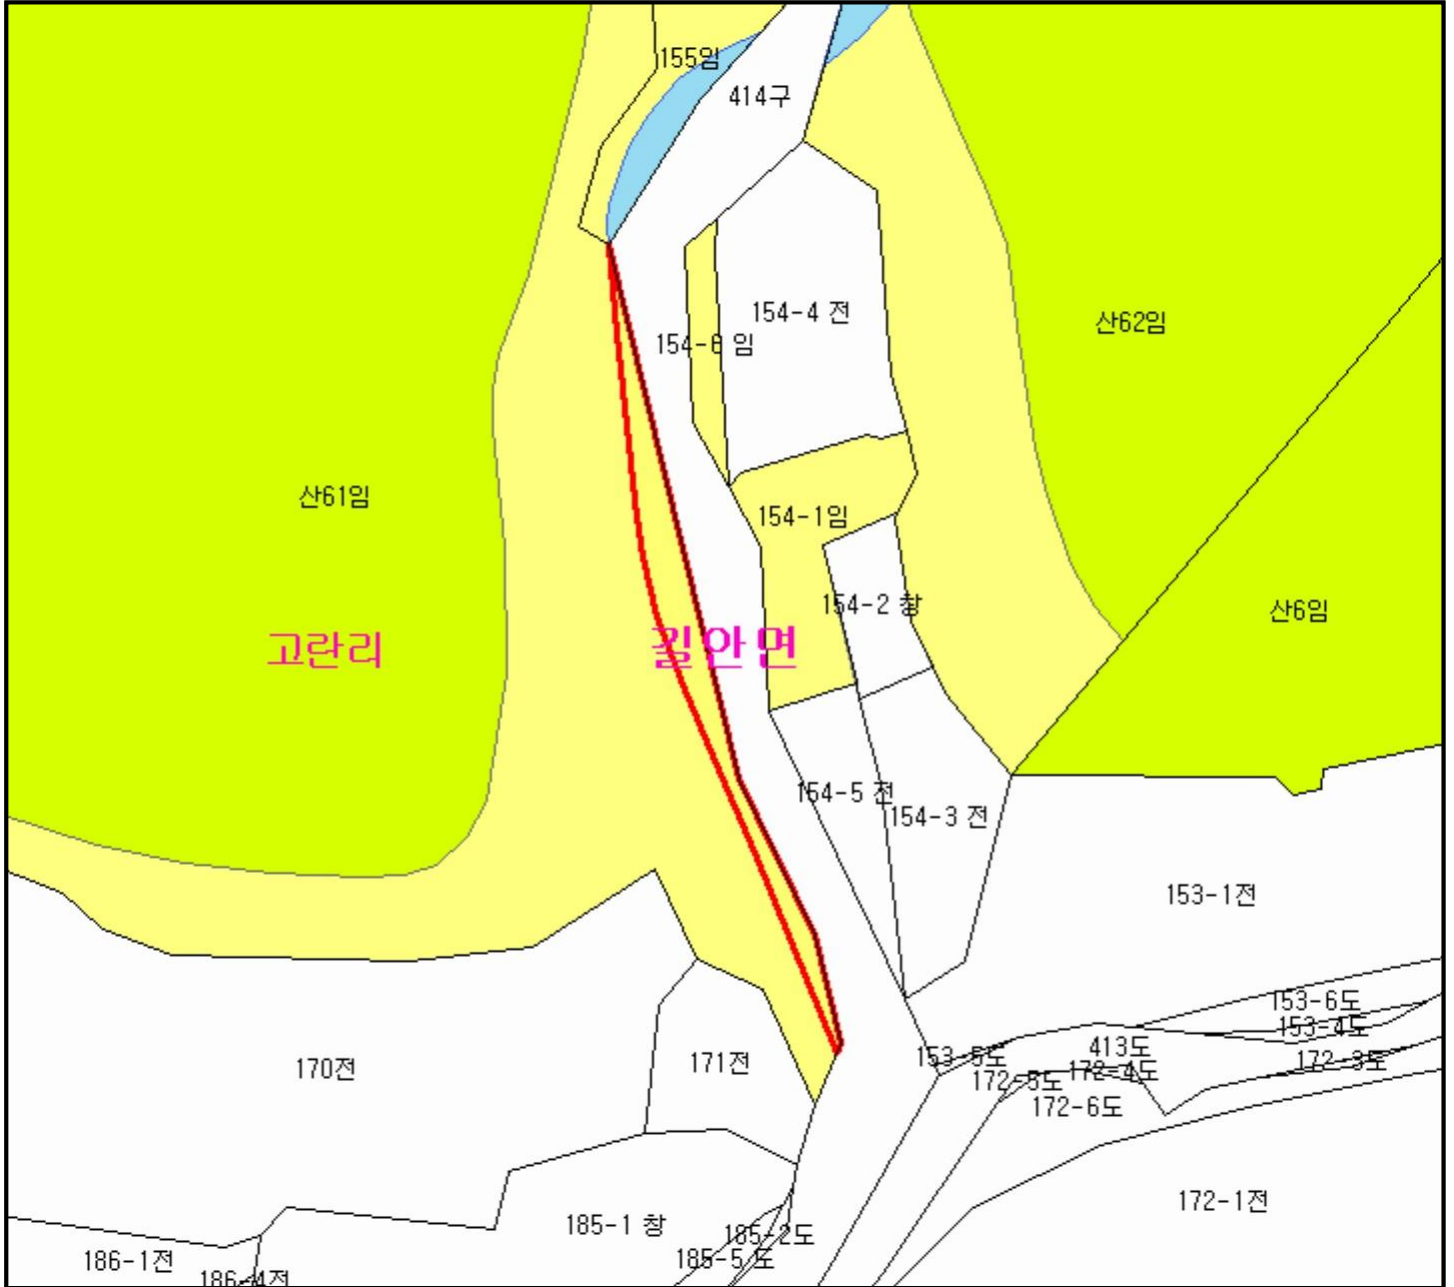 155임
414구
154-4 전
산62임
154-6 임
산61임
154-1임
154-2 창
산6임
고란리
길안면
154-5 전
154-3 전
153-1전
153-6도
153-4도
413도
153-5도
172-3도
172-4도
172-5도
172-6도
170전
171전
172-1전
185-1 창
185-2도
185-5 도
186-1전
186-4전